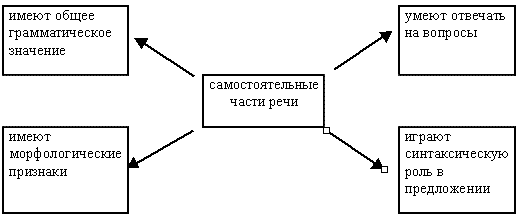 имеют общее
грамматическое
значение
умеют отвечать
на вопросы
самостоятельные
части речи
имеют
морфологические
признаки
играют
синтаксическую
роль в
предложении